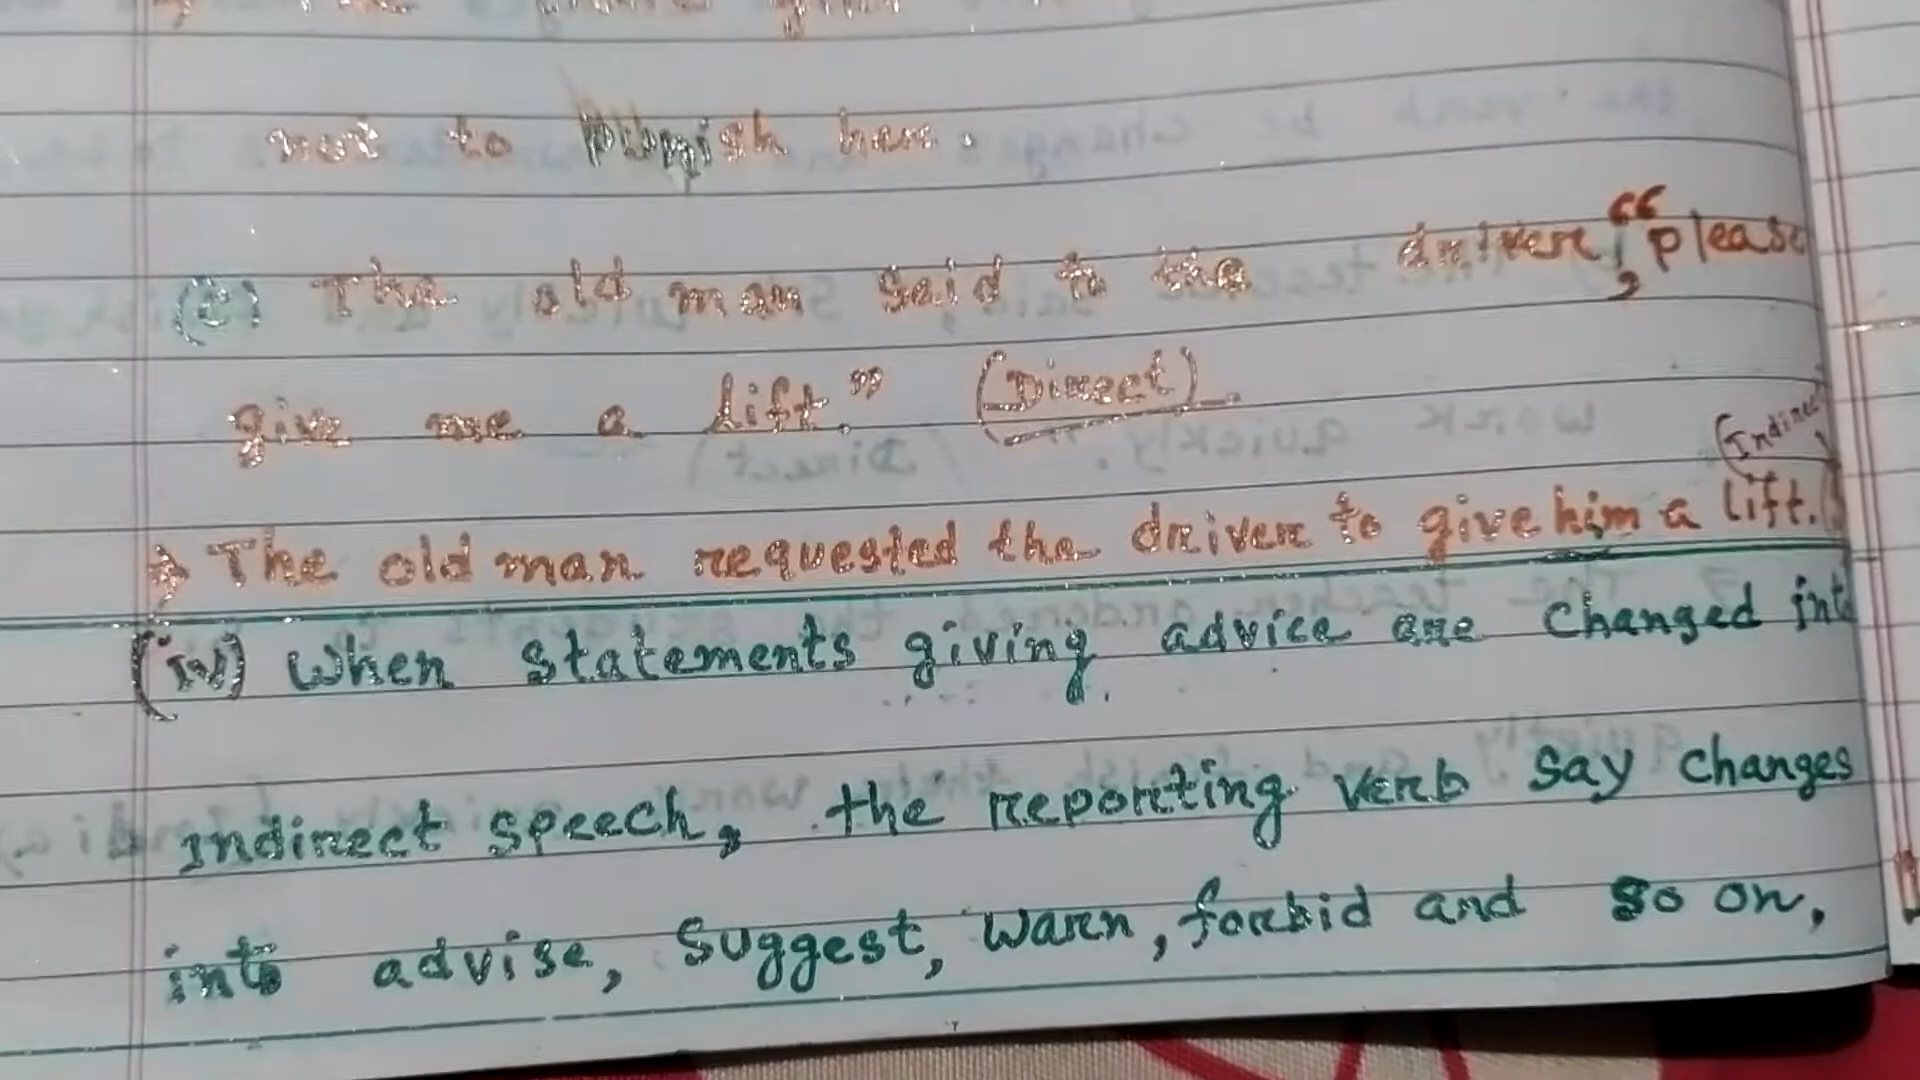 not to punish her.
(c) The old man said to the driver, “please
give me a lift.” (Direct).
(Indirect)
→ The old man requested the driver to give him a lift.
(iv) When statements giving advice are changed into
indirect speech, the reporting verb say changes
into advise, suggest, warn, forbid and so on,